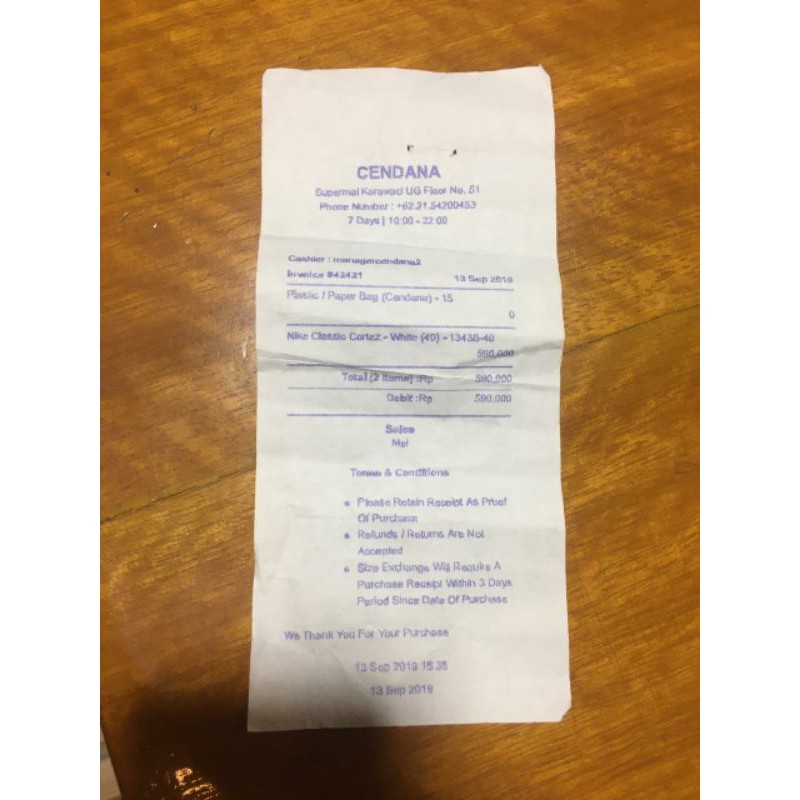 CENDANA
Supermal Karawaci UG Floor No. 51
Phone Number : +62.21.54200453
7 Days | 10:00 - 22:00
Cashier :
Invoice #43421 13 Sep 2019
Plastic / Paper Bag (Cendana) - 15
0
Nike Classic Cortez - White (40) - 13436-40
590,000
Total (2 items) :Rp 590,000
Debit :Rp 590,000
Sales
Mei
Terms & Conditions
Please Retain Receipt As Proof
Of Purchase
Refunds / Returns Are Not
Accepted
Size Exchange Will Require A
Purchase Receipt Within 3 Days
Period Since Date Of Purchase
We Thank You For Your Purchase
13 Sep 2019 15:35
13 Sep 2019